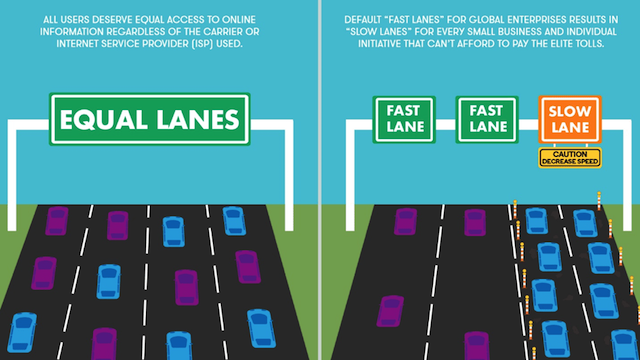 ALL USERS DESERVE EQUAL ACCESS TO ONLINE
INFORMATION REGARDLESS OF THE CARRIER OR
INTERNET SERVICE PROVIDER (ISP) USED.
EQUAL LANES
DEFAULT "FAST LANES" FOR GLOBAL ENTERPRISES RESULTS IN
"SLOW LANES" FOR EVERY SMALL BUSINESS AND INDIVIDUAL
INITIATIVE THAT CAN'T AFFORD TO PAY THE ELITE TOLLS.
FAST
LANE
FAST
LANE
SLOW
LANE
CAUTION
DECREASE SPEED